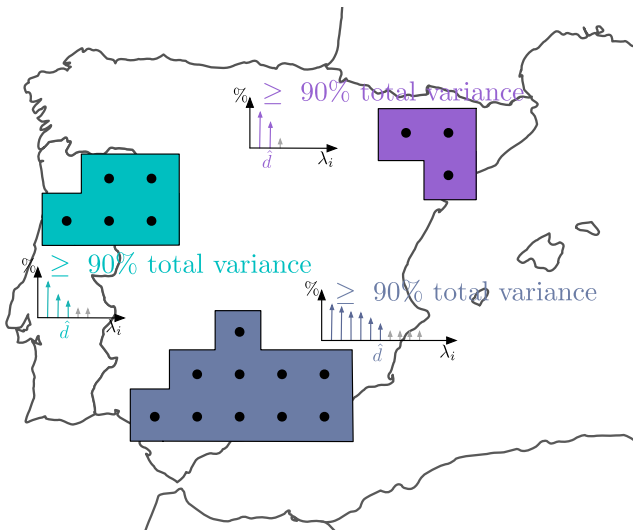 % ≥ 90% total variance
d̂ λᵢ
% ≥ 90% total variance
d̂ λᵢ
% ≥ 90% total variance
d̂ λᵢ